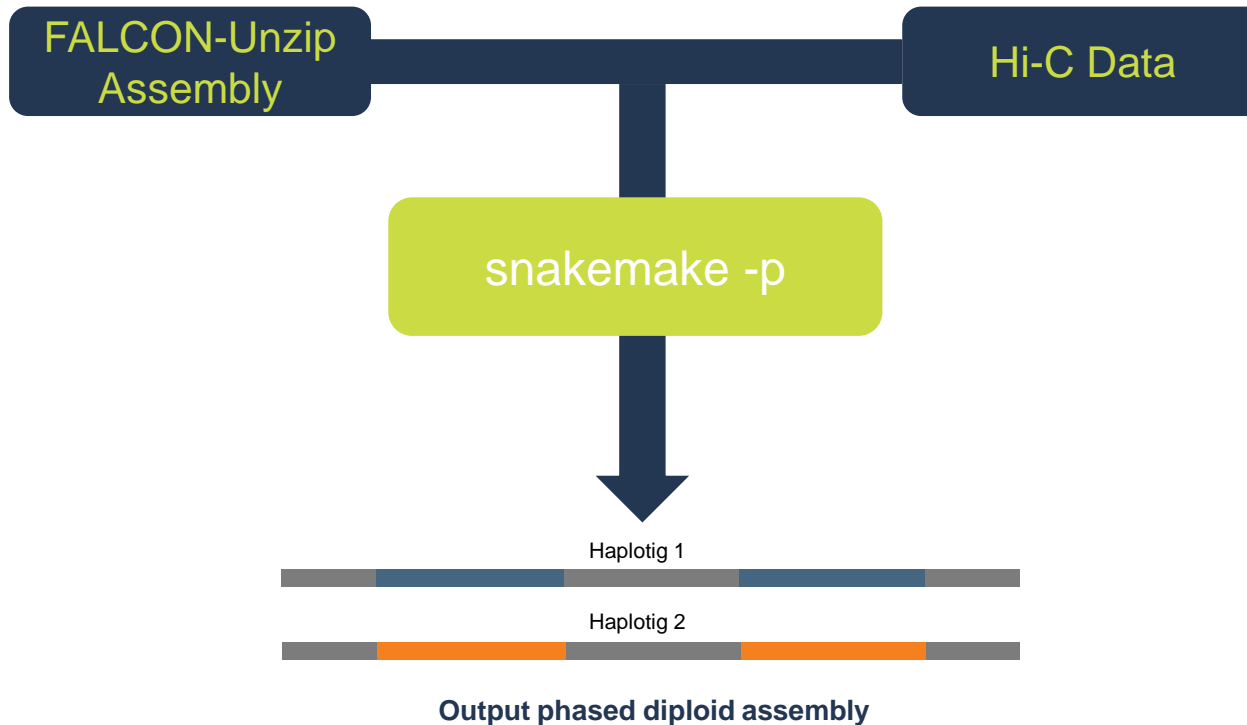 FALCON-Unzip
Assembly
Hi-C Data
snakemake -p
Haplotig 1
Haplotig 2
Output phased diploid assembly